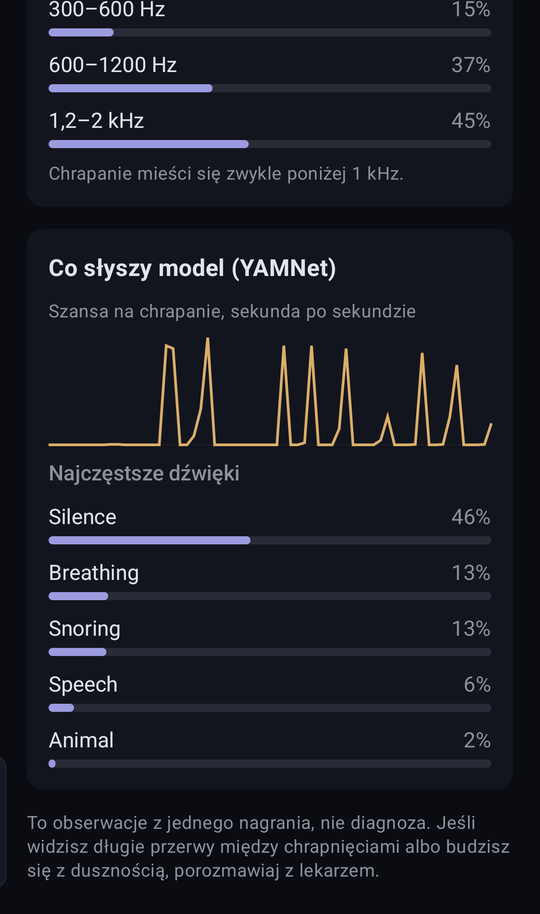 300–600 Hz 15%
600–1200 Hz 37%
1,2–2 kHz 45%
Chrapanie mieści się zwykle poniżej 1 kHz.
Co słyszy model (YAMNet)
Szansa na chrapanie, sekunda po sekundzie
Najczęstsze dźwięki
Silence 46%
Breathing 13%
Snoring 13%
Speech 6%
Animal 2%
To obserwacje z jednego nagrania, nie diagnoza. Jeśli
widzisz długie przerwy między chrapnięciami albo budzisz
się z dusznością, porozmawiaj z lekarzem.